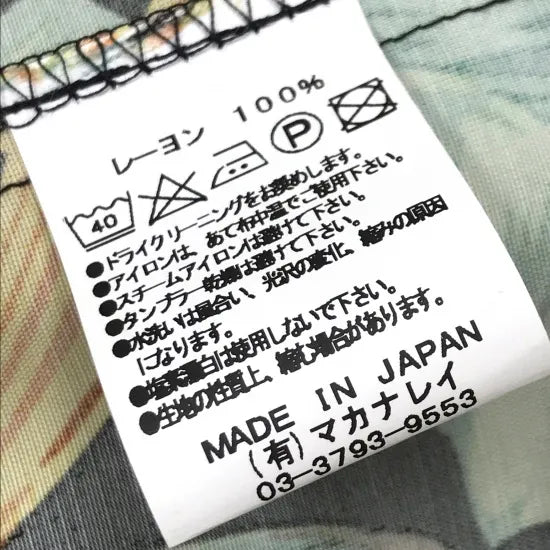 レーヨン 100%
40 P
●ドライクリーニングをお奨めします。
●アイロンは、あて布中温でご使用下さい。
●スチームアイロンは避けて下さい。
●タンブラー乾燥は避けて下さい。
●水洗いは風合い、光沢の変化、縮みの原因
になります。
●塩素漂白は使用しないで下さい。
●生地の性質上、縮む場合があります。
MADE IN JAPAN
(有)マカナレイ
03-3793-9553